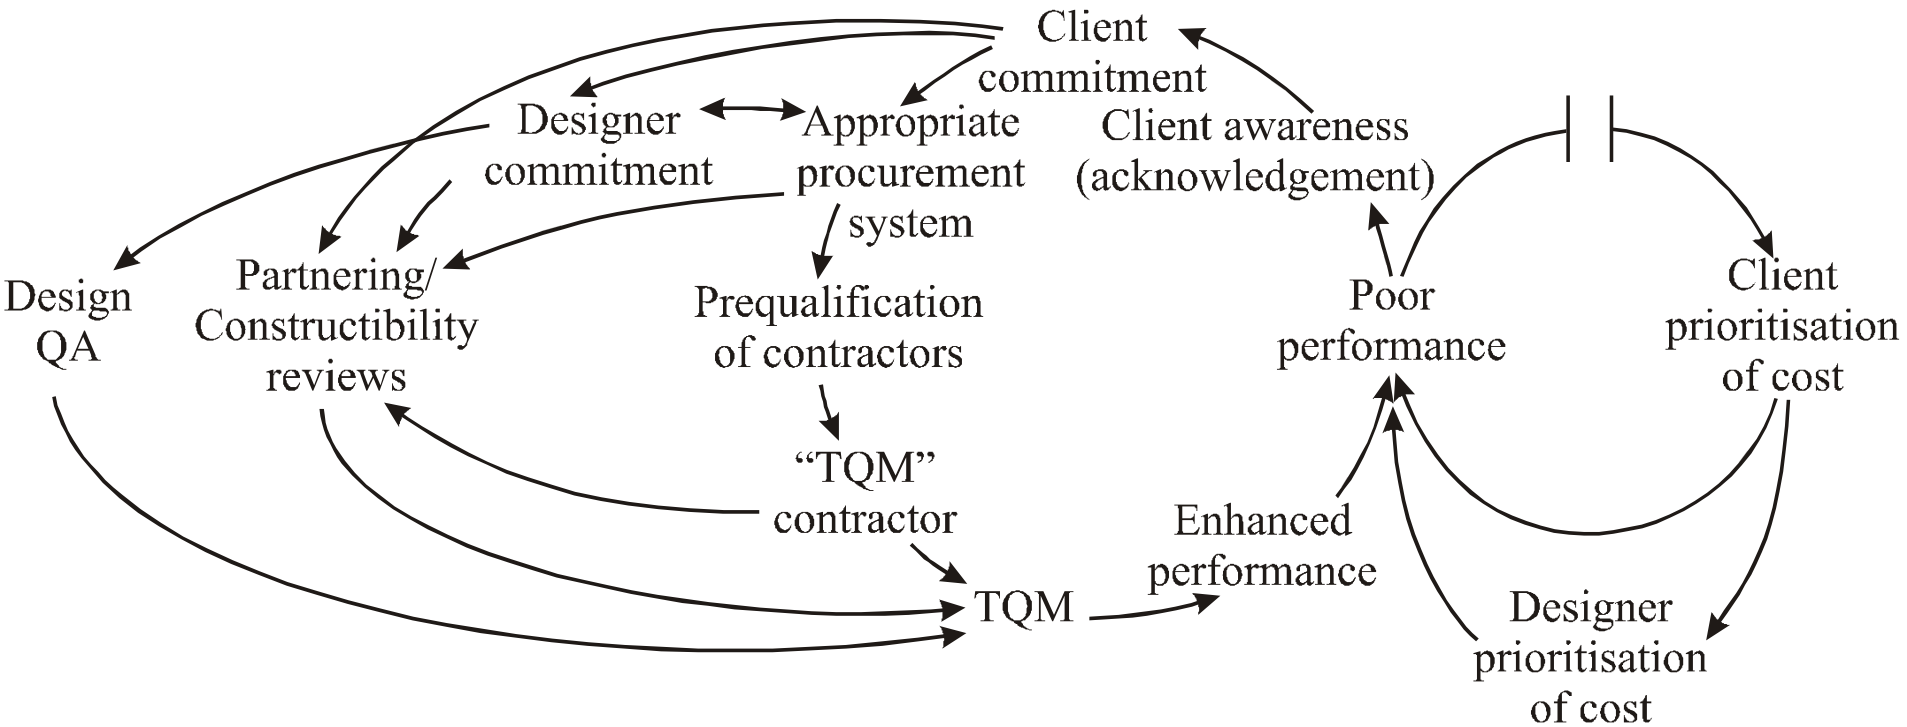 Client
commitment
Designer
commitment
Appropriate
procurement
system
Client awareness
(acknowledgement)
Design
QA
Partnering/
Constructibility
reviews
Prequalification
of contractors
Poor
performance
Client
prioritisation
of cost
“TQM”
contractor
Enhanced
performance
TQM
Designer
prioritisation
of cost